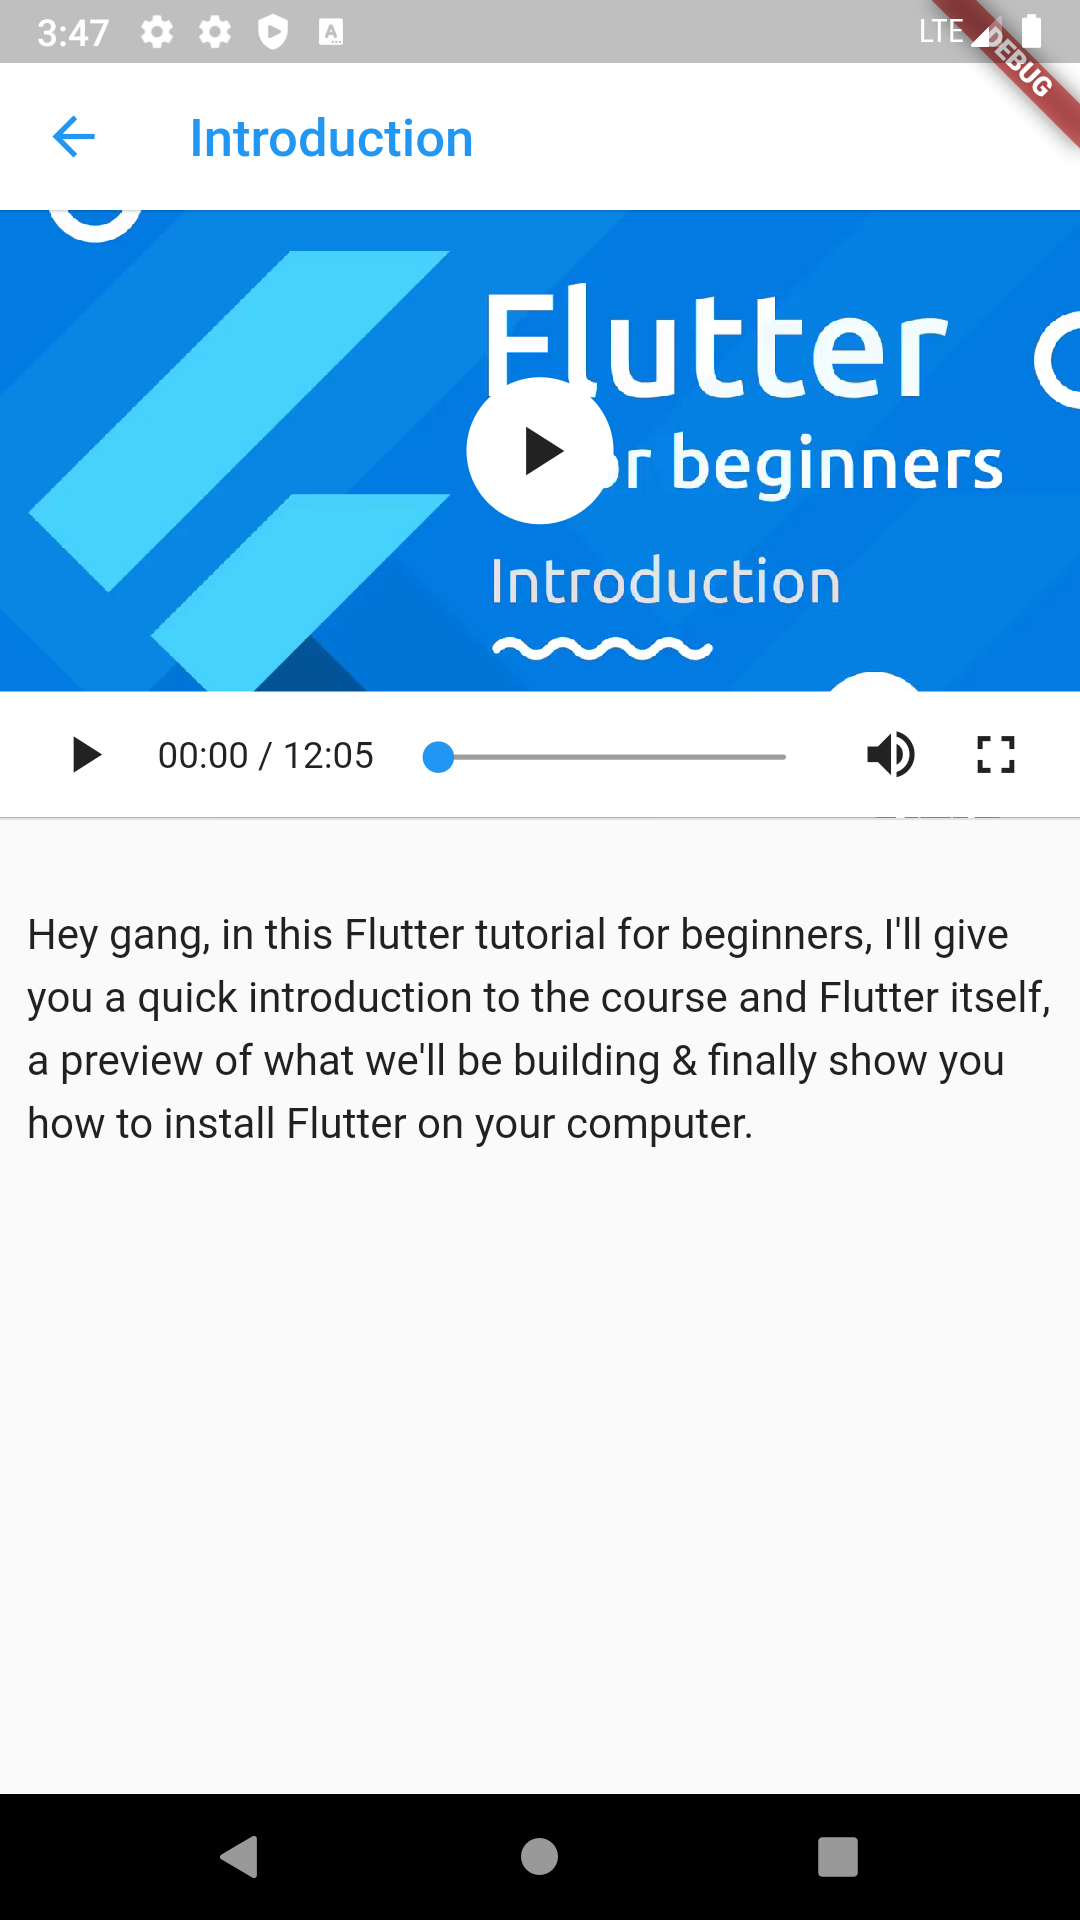 3:47
LTE
DEBUG
Introduction
Flutter
r beginners
Introduction
00:00 / 12:05
Hey gang, in this Flutter tutorial for beginners, I'll give
you a quick introduction to the course and Flutter itself,
a preview of what we'll be building & finally show you
how to install Flutter on your computer.